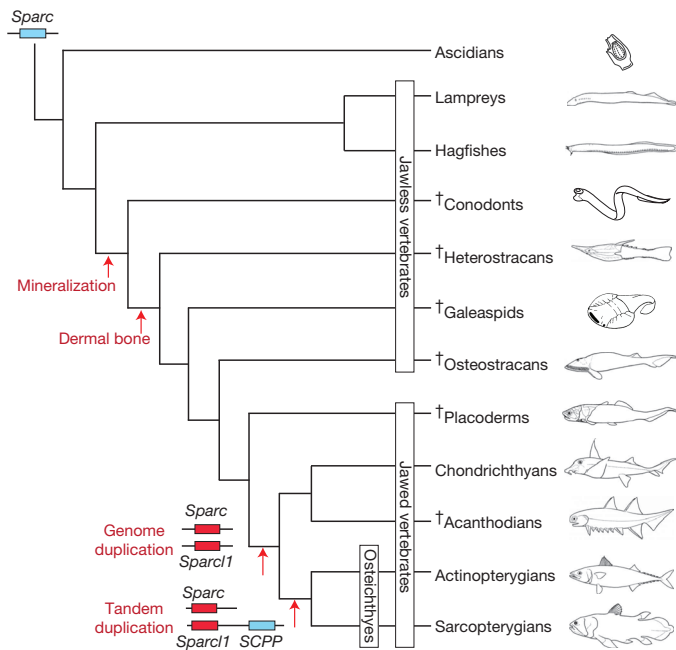 Sparc
Ascidians
Lampreys
Hagfishes
†Conodonts
†Heterostracans
†Galeaspids
†Osteostracans
†Placoderms
Chondrichthyans
†Acanthodians
Actinopterygians
Sarcopterygians
Jawless vertebrates
Jawed vertebrates
Osteichthyes
Mineralization
Dermal bone
Genome
duplication
Sparc
Sparcl1
Tandem
duplication
Sparc
Sparcl1 SCPP